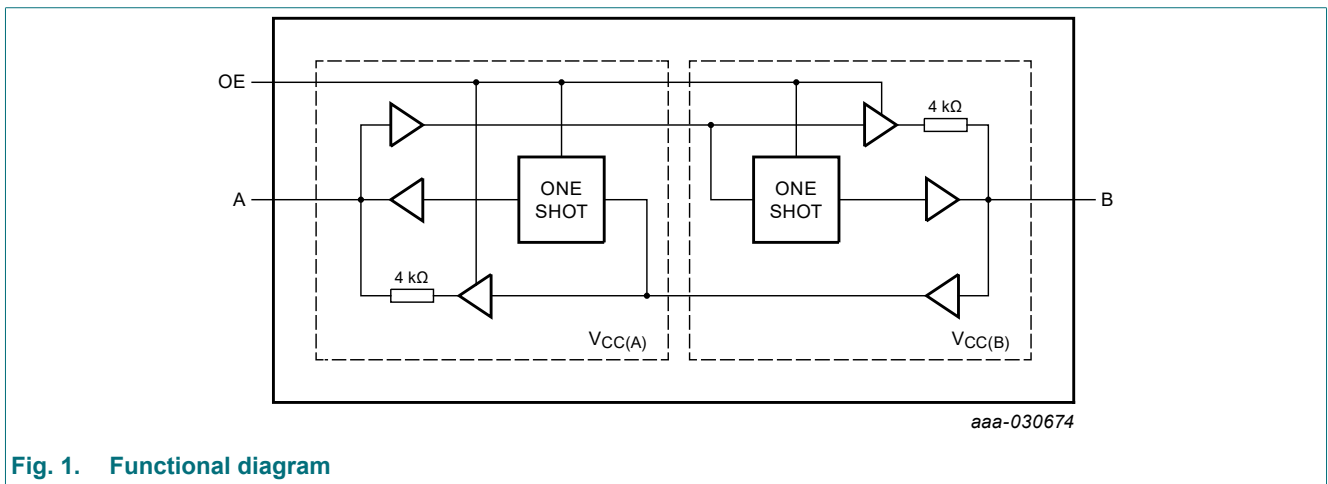 OE
4 kΩ
A
ONE
SHOT
ONE
SHOT
B
4 kΩ
VCC(A)
VCC(B)
aaa-030674
Fig. 1. Functional diagram